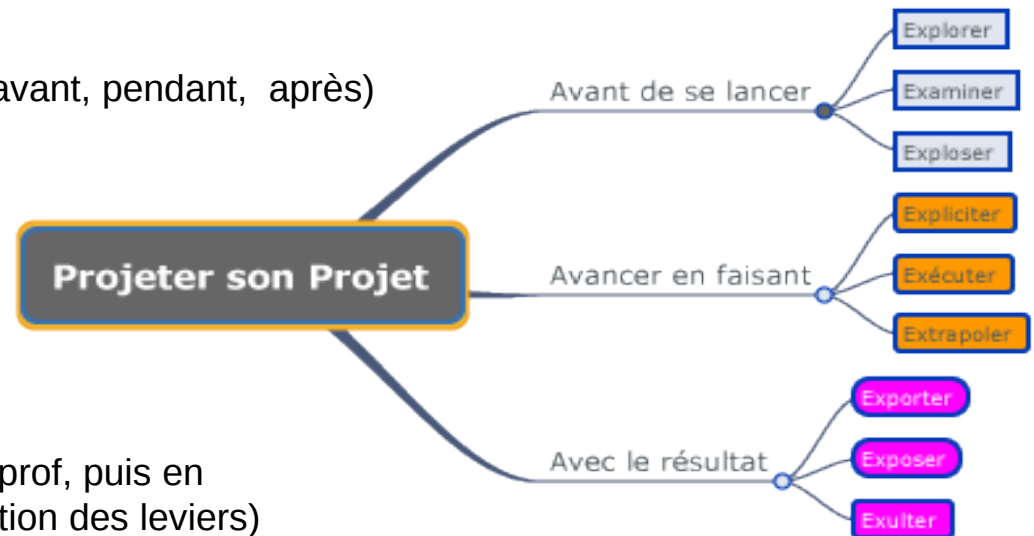 avant, pendant, après)
Projeter son Projet
Avant de se lancer
Explorer
Examiner
Exploser
Avancer en faisant
Expliciter
Exécuter
Extrapoler
Avec le résultat
Exporter
Exposer
Exulter
prof, puis en
tion des leviers)